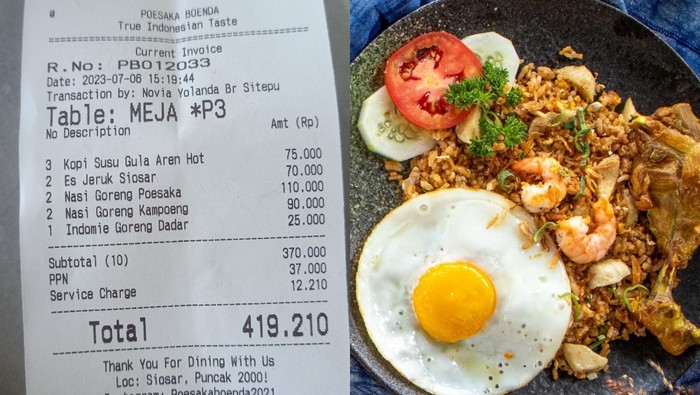 POESAKA BOENDA
True Indonesian Taste
Current Invoice
R.No: PB012033
Date: 2023-07-06 15:19:44
Transaction by: Novia Yolanda Br Sitepu
Table: MEJA *P3
No Description Amt (Rp)
3 Kopi Susu Gula Aren Hot 75.000
2 Es Jeruk Siosar 70.000
2 Nasi Goreng Poesaka 110.000
2 Nasi Goreng Kampoeng 90.000
1 Indomie Goreng Dadar 25.000
Subtotal (10) 370.000
PPN 37.000
Service Charge 12.210
Total 419.210
Thank You For Dining With Us
Loc: Siosar, Puncak 2000!
Instagram: Poesakaboenda2021